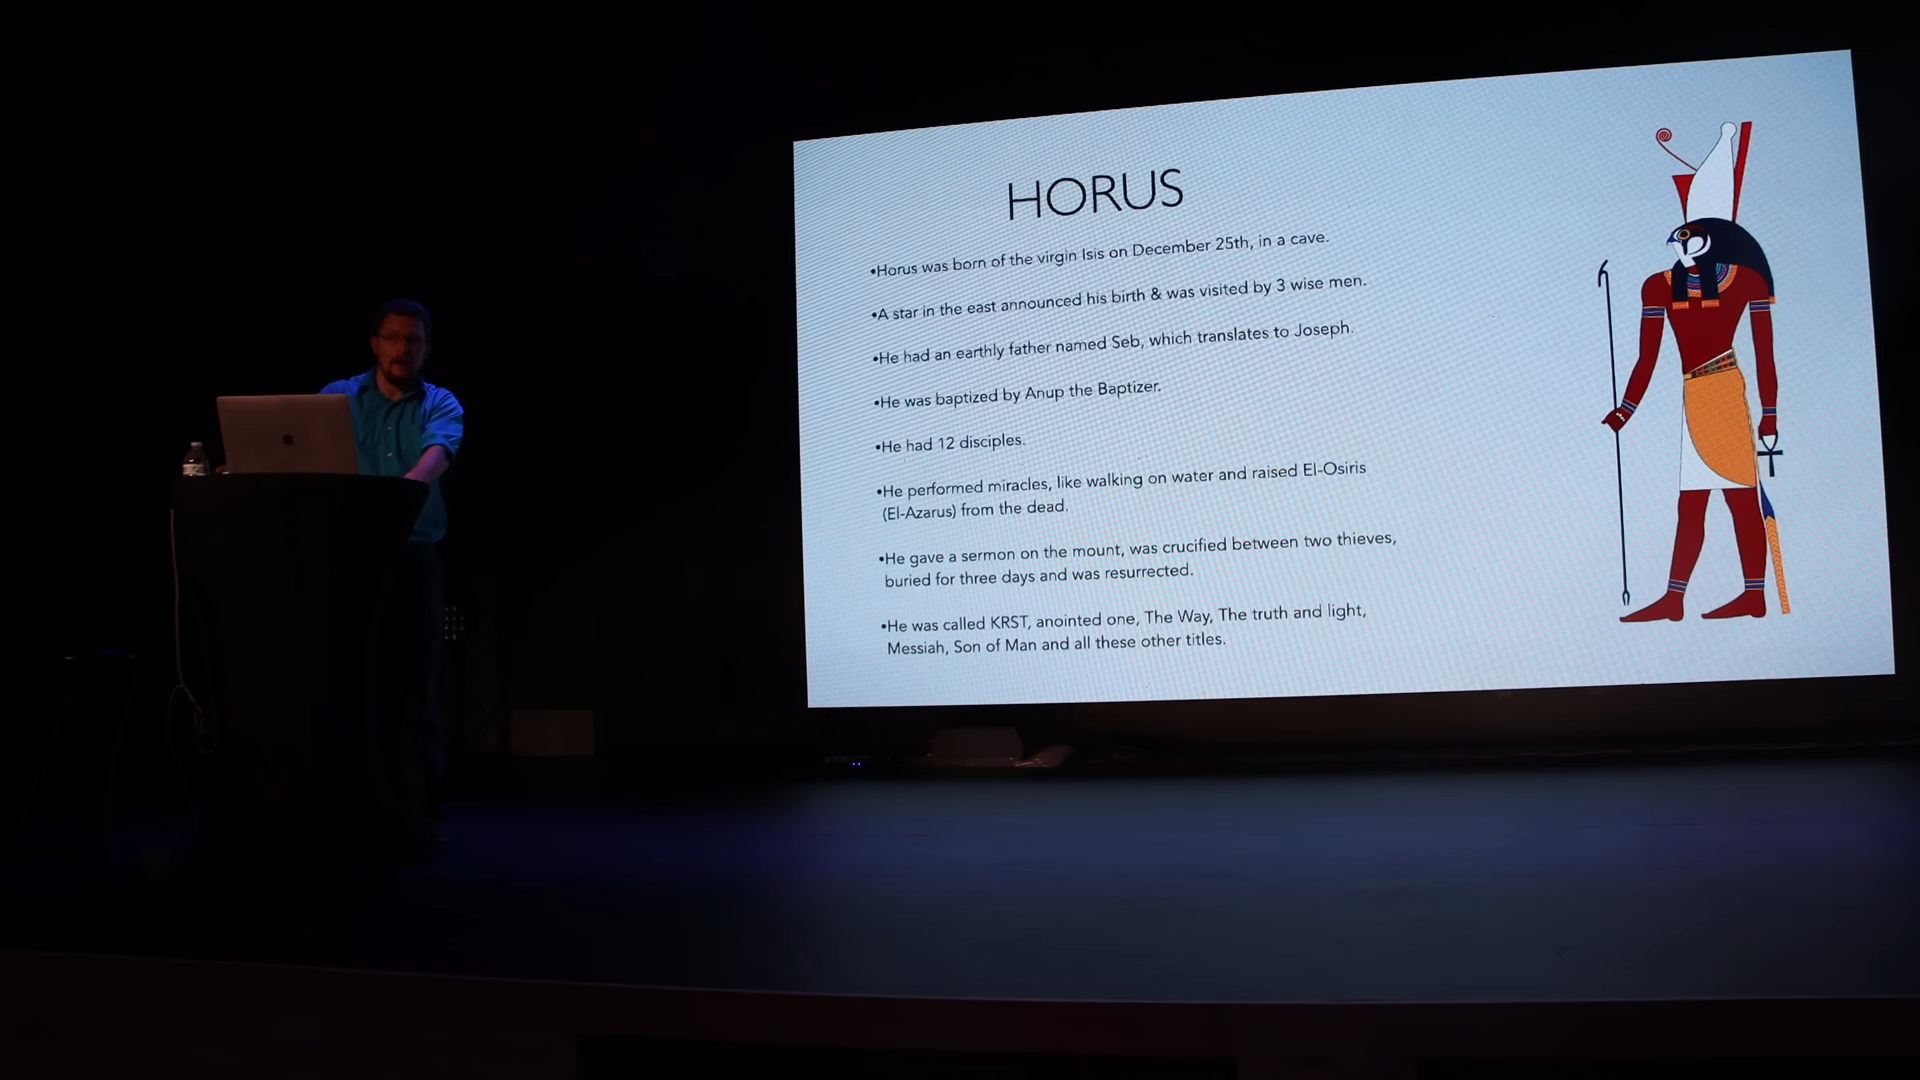 HORUS
•Horus was born of the virgin Isis on December 25th, in a cave.
•A star in the east announced his birth & was visited by 3 wise men.
•He had an earthly father named Seb, which translates to Joseph.
•He was baptized by Anup the Baptizer.
•He had 12 disciples.
•He performed miracles, like walking on water and raised El-Osiris
(El-Azarus) from the dead.
•He gave a sermon on the mount, was crucified between two thieves,
buried for three days and was resurrected.
•He was called KRST, anointed one, The Way, The truth and light,
Messiah, Son of Man and all these other titles.